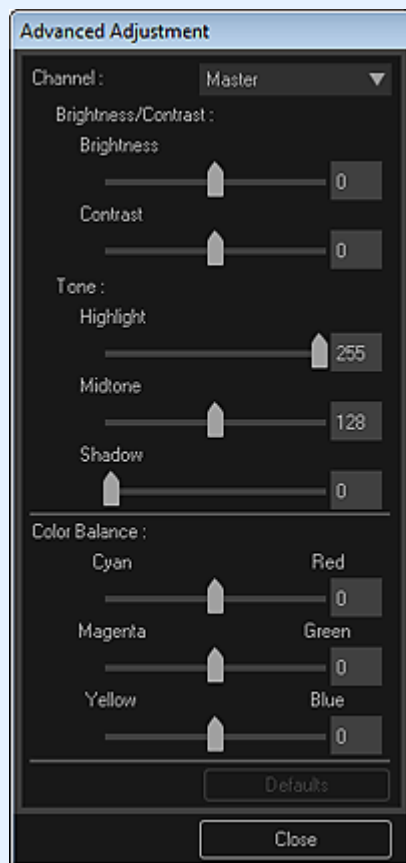 Advanced Adjustment
Channel : Master
Brightness/Contrast :
Brightness
0
Contrast
0
Tone :
Highlight
255
Midtone
128
Shadow
0
Color Balance :
Cyan Red
0
Magenta Green
0
Yellow Blue
0
Defaults
Close